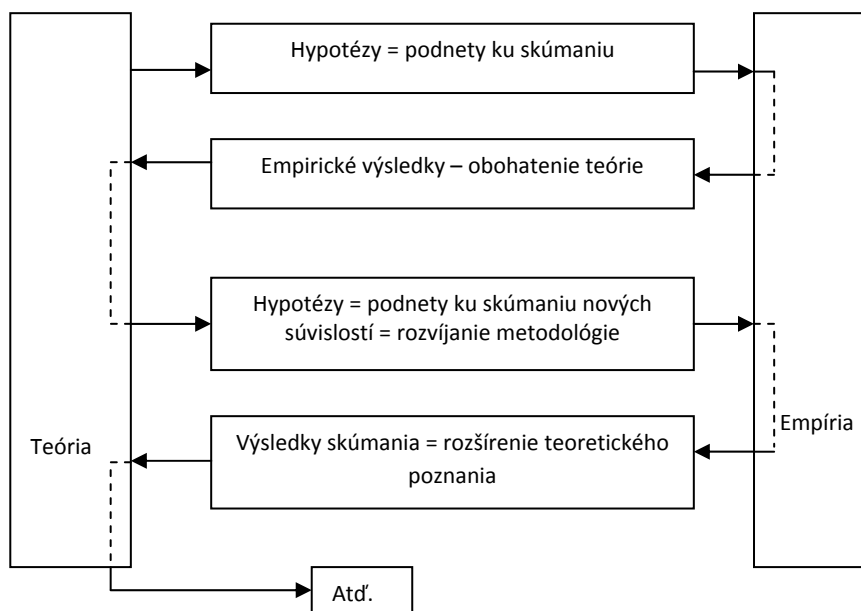 Hypotézy = podnety ku skúmaniu
Empirické výsledky – obohatenie teórie
Hypotézy = podnety ku skúmaniu nových
súvislostí = rozvíjanie metodológie
Teória
Výsledky skúmania = rozšírenie teoretického
poznania
Empíria
Atď.